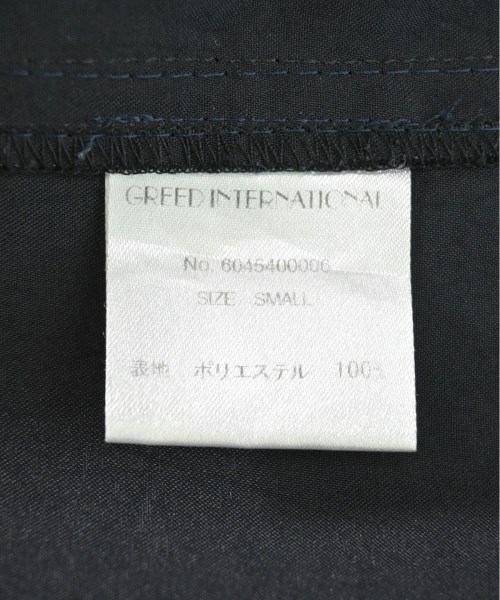 GREED INTERNATIONAL
No. 6045400006
SIZE SMALL
表地 ポリエステル 100%